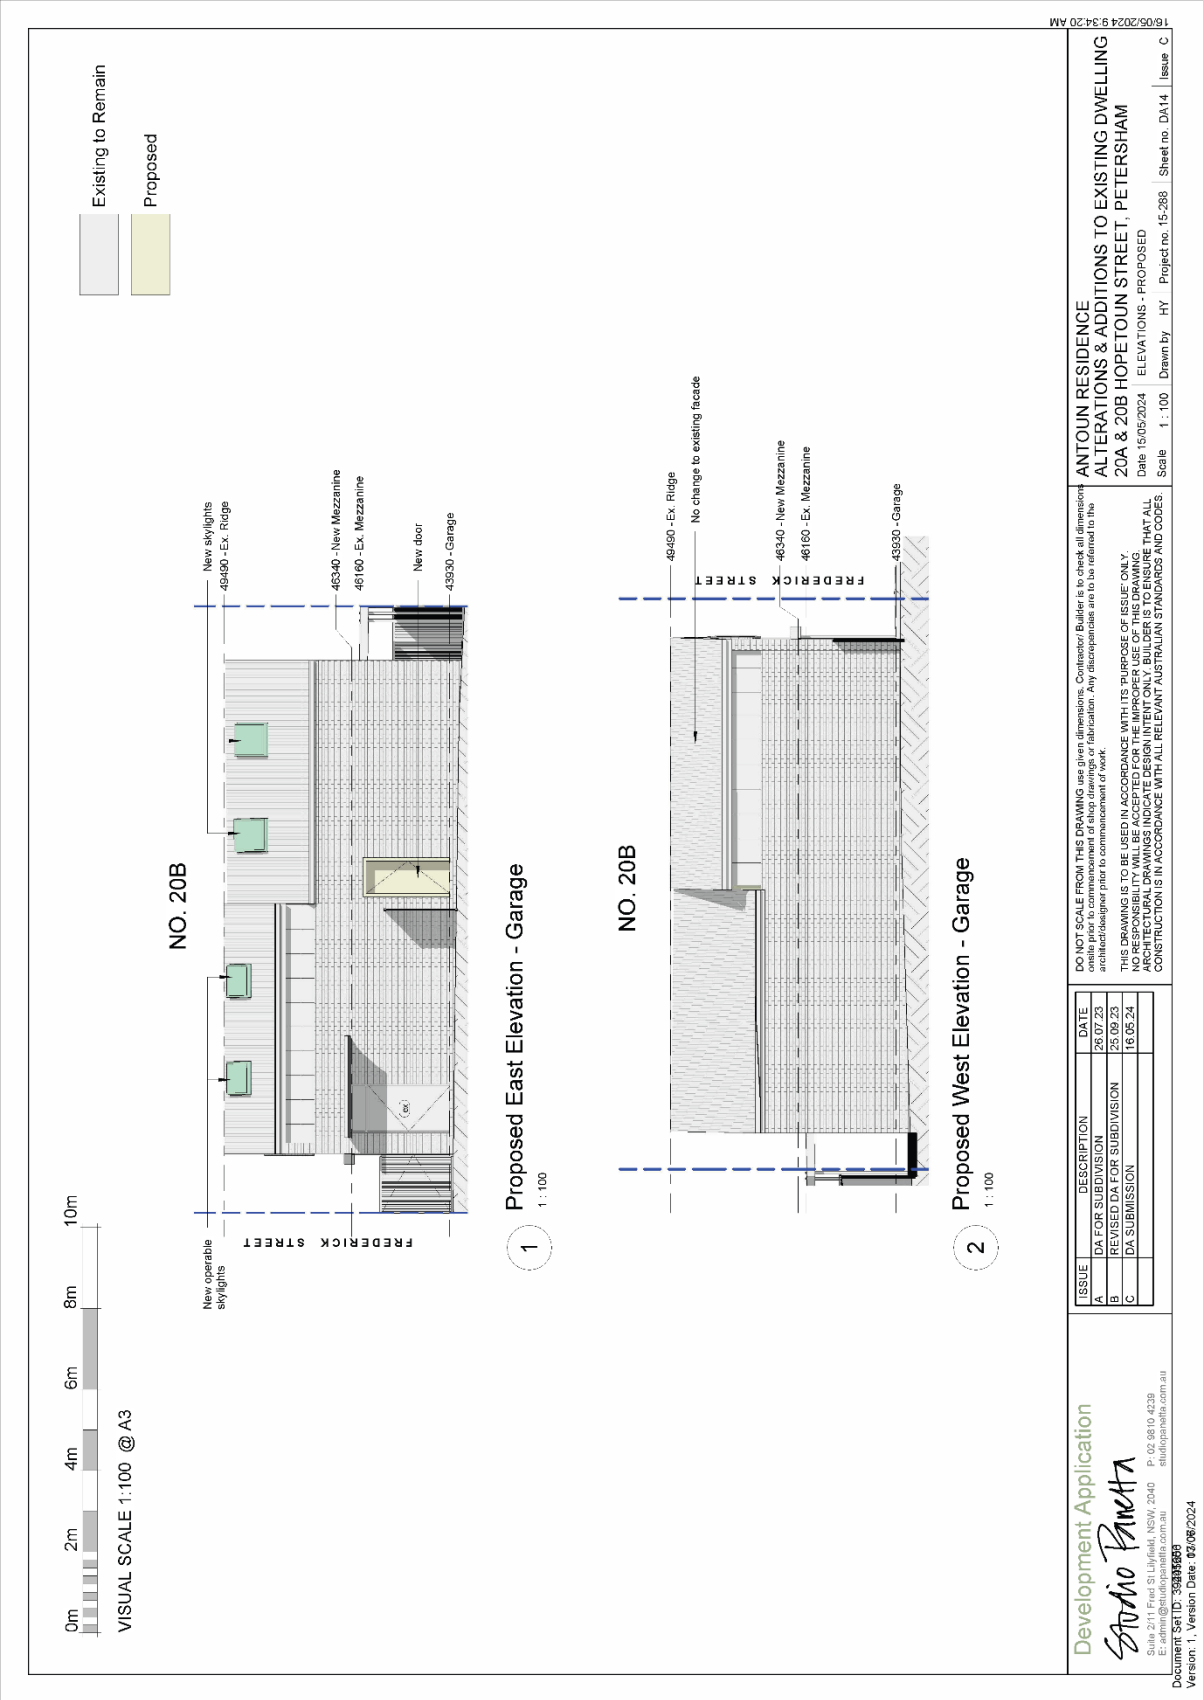 0m 2m 4m 6m 8m 10m
VISUAL SCALE 1:100 @ A3
Existing to Remain
Proposed
NO. 20B
New operable
skylights
New skylights
49490 - Ex. Ridge
46340 - New Mezzanine
46160 - Ex. Mezzanine
New door
43930 - Garage
FREDERICK STREET
ex
1
Proposed East Elevation - Garage
1 : 100
NO. 20B
49490 - Ex. Ridge
No change to existing facade
FREDERICK STREET
46340 - New Mezzanine
46160 - Ex. Mezzanine
43930 - Garage
2
Proposed West Elevation - Garage
1 : 100
Development Application
Studio Panetta
Suite 2/11 Fred St Lilyfield, NSW, 2040 P: 02 9810 4239
E: admin@studiopanetta.com.au studiopanetta.com.au
ISSUE DESCRIPTION DATE
A DA FOR SUBDIVISION 26.07.23
B REVISED DA FOR SUBDIVISION 25.09.23
C DA SUBMISSION 16.05.24
DO NOT SCALE FROM THIS DRAWING use given dimensions. Contractor/ Builder is to check all dimensions
onsite prior to commencement of shop drawings or fabrication. Any discrepancies are to be referred to the
architect/designer prior to commencement of work.
THIS DRAWING IS TO BE USED IN ACCORDANCE WITH ITS 'PURPOSE OF ISSUE' ONLY.
NO RESPONSIBILITY WILL BE ACCEPTED FOR THE IMPROPER USE OF THIS DRAWING.
ARCHITECTURAL DRAWINGS INDICATE DESIGN INTENT ONLY. BUILDER IS TO ENSURE THAT ALL
CONSTRUCTION IS IN ACCORDANCE WITH ALL RELEVANT AUSTRALIAN STANDARDS AND CODES.
ANTOUN RESIDENCE
ALTERATIONS & ADDITIONS TO EXISTING DWELLING
20A & 20B HOPETOUN STREET, PETERSHAM
Date 15/05/2024 ELEVATIONS - PROPOSED
Scale 1 : 100 Drawn by HY Project no. 15-288 Sheet no. DA14 Issue C
16/05/2024 9:34:20 AM
Document Set ID:
Version: 1, Version Date: